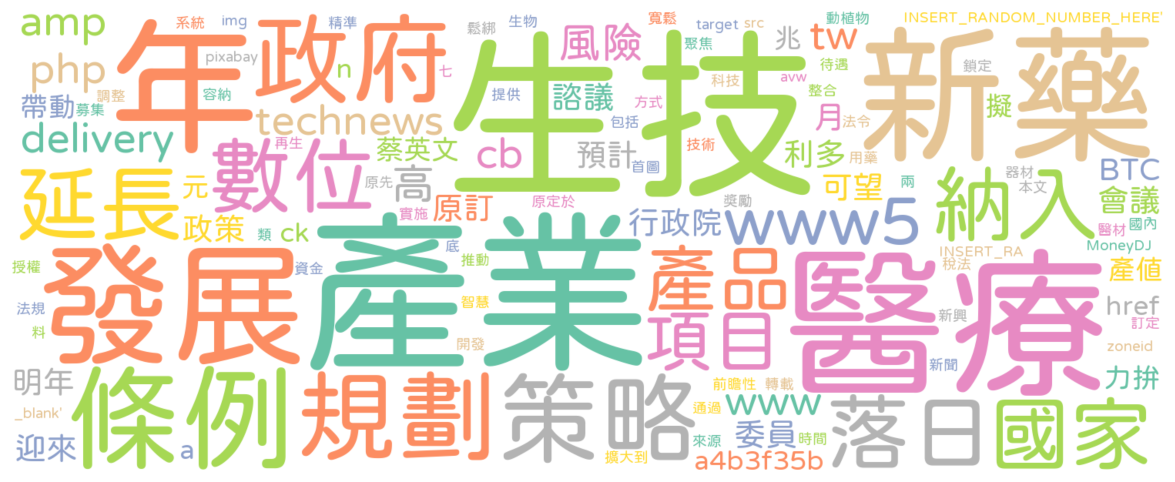 amp
系統
img
精準
鬆綁
生物
寬鬆
target
src
動植物
INSERT_RANDOM_NUMBER_HERE
年
政府
生技
風險
聚焦
兆
tw
新藥
php
pixabay
n
七
科技
avw
待遇
鎖定
調整
帶動
募集
容納
提供
諮議
方式
整合
擬
technews
包括
月
法令
delivery
再生
蔡英文
cb
首圖
預計
技術
利多
用藥
數位
延長
元
原先
高
獎勵
可望
兩
器材
本文
BTC
納入
會議
實施
原訂
原定於
行政院
www5
醫材
國內
政策
類
ck
底
MoneyDJ
INSERT_RA
稅法
授權
資金
推動
產品
醫療
產值
發展
產業
法規
智慧
項目
新興
href
訂定
料
開發
zoneid
新聞
明年
條例
規劃
策略
前瞻性
轉載
力拚
_blank'
通過
www
落日
國家
迎來
a
來源
委員
時間
擴大到
a4b3f35b